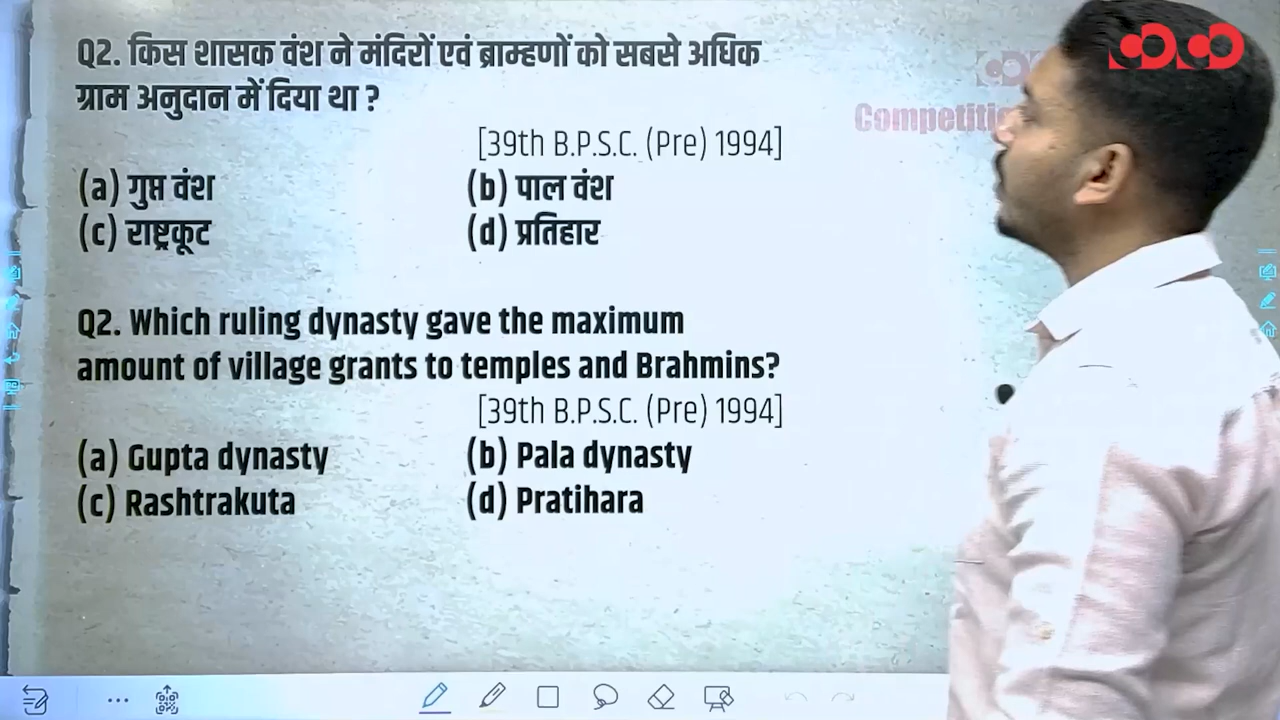 Q2. किस शासक वंश ने मंदिरों एवं ब्राम्हणों को सबसे अधिक
ग्राम अनुदान में दिया था ?
[39th B.P.S.C. (Pre) 1994]
(a) गुप्त वंश (b) पाल वंश
(c) राष्ट्रकूट (d) प्रतिहार
Q2. Which ruling dynasty gave the maximum
amount of village grants to temples and Brahmins?
[39th B.P.S.C. (Pre) 1994]
(a) Gupta dynasty (b) Pala dynasty
(c) Rashtrakuta (d) Pratihara